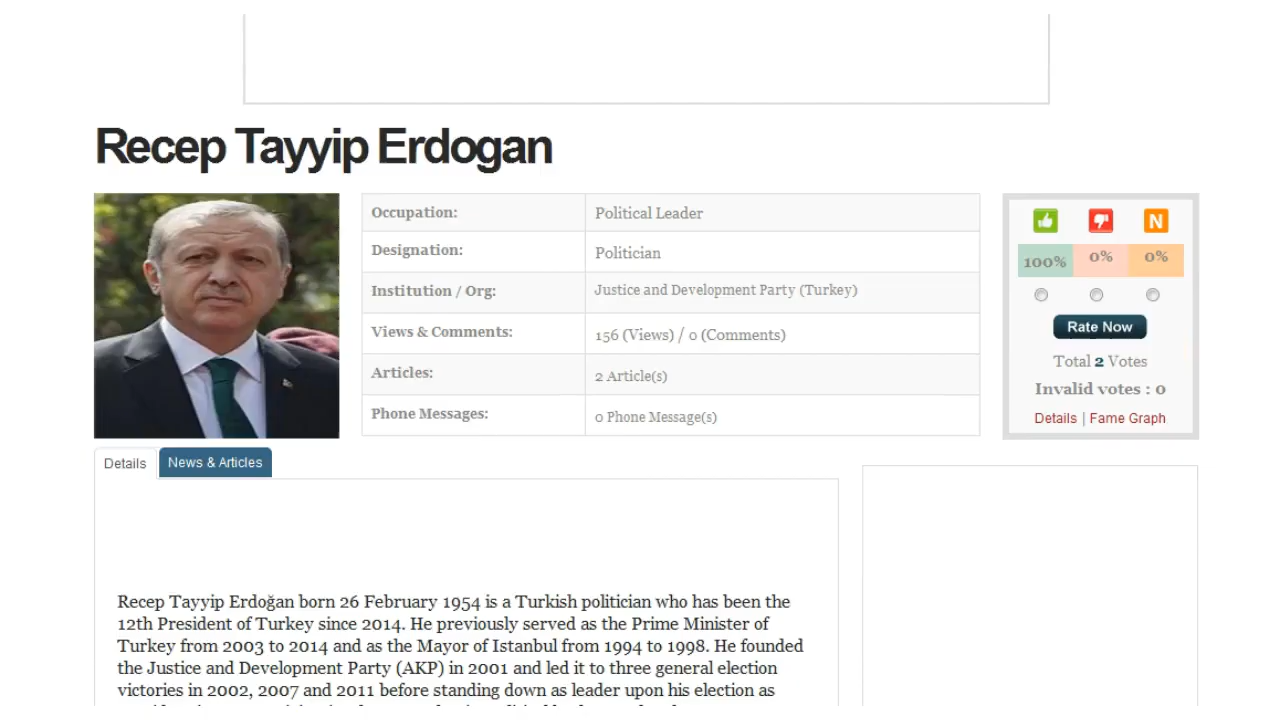 Recep Tayyip Erdogan
Occupation: Political Leader
Designation: Politician
Institution / Org: Justice and Development Party (Turkey)
Views & Comments: 156 (Views) / 0 (Comments)
Articles: 2 Article(s)
Phone Messages: 0 Phone Message(s)
N
100% 0% 0%
Rate Now
Total 2 Votes
Invalid votes : 0
Details | Fame Graph
Details News & Articles
Recep Tayyip Erdoğan born 26 February 1954 is a Turkish politician who has been the
12th President of Turkey since 2014. He previously served as the Prime Minister of
Turkey from 2003 to 2014 and as the Mayor of Istanbul from 1994 to 1998. He founded
the Justice and Development Party (AKP) in 2001 and led it to three general election
victories in 2002, 2007 and 2011 before standing down as leader upon his election as